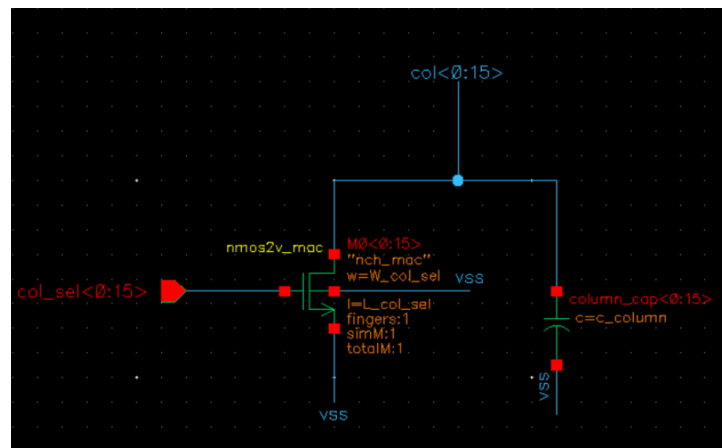 col<0:15>
nmos2v_mac
M0<0:15>
"nch_mac"
w=W_col_sel
VSS
col_sel<0:15>
l=L_col_sel
fingers:1
simM:1
totalM:1
column_cap<0:15>
c=c_column
VSS
VSS